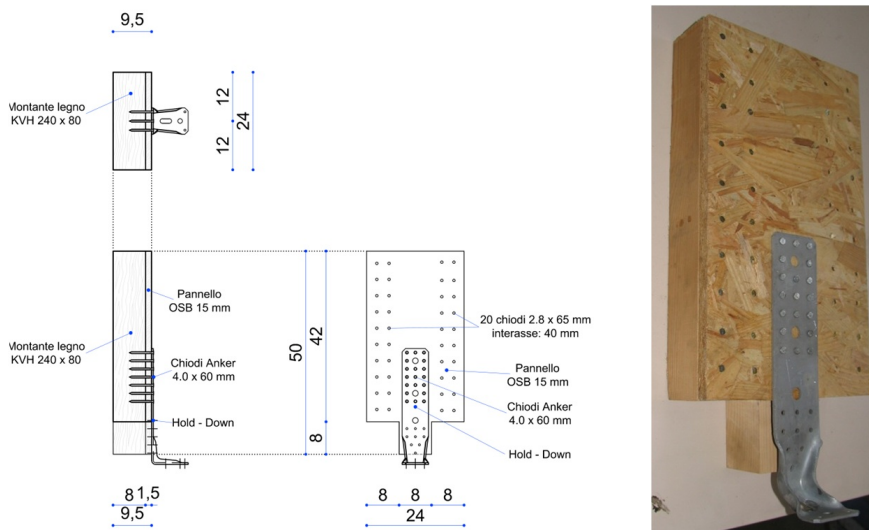 9,5
Montante legno
KVH 240 x 80
12
12
24
Pannello
OSB 15 mm
Montante legno
KVH 240 x 80
Chiodi Anker
4.0 x 60 mm
Hold - Down
50
42
8
20 chiodi 2.8 x 65 mm
interasse: 40 mm
Pannello
OSB 15 mm
Chiodi Anker
4.0 x 60 mm
Hold - Down
8 1,5
9,5
8 8 8
24